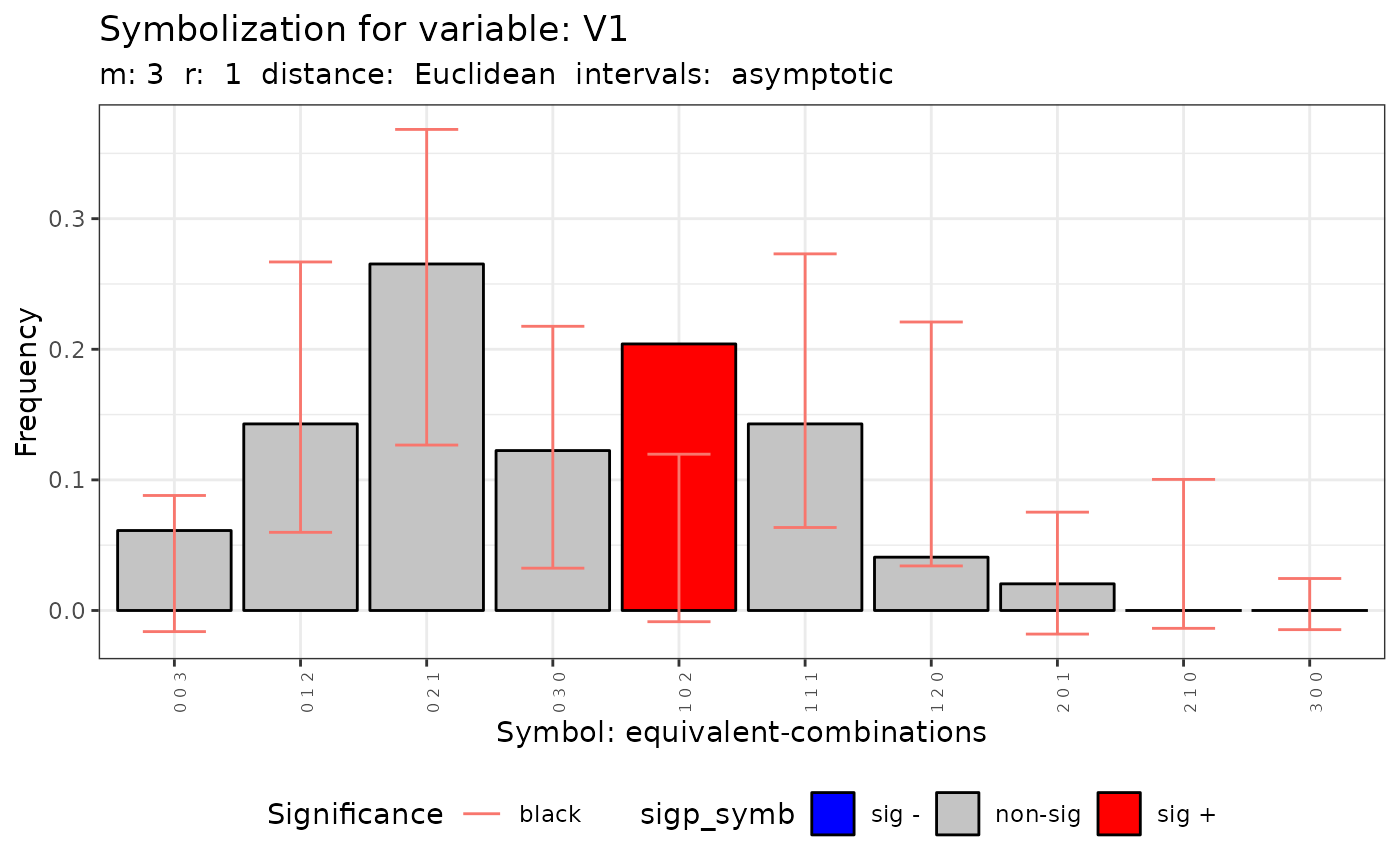 Symbolization for variable: V1
m: 3 r: 1 distance: Euclidean intervals: asymptotic
Frequency
0.3
0.2
0.1
0.0
0 0 3
0 1 2
0 2 1
0 3 0
1 0 2
1 1 1
1 2 0
2 0 1
2 1 0
3 0 0
Symbol: equivalent-combinations
Significance black sigp_symb sig - non-sig sig +